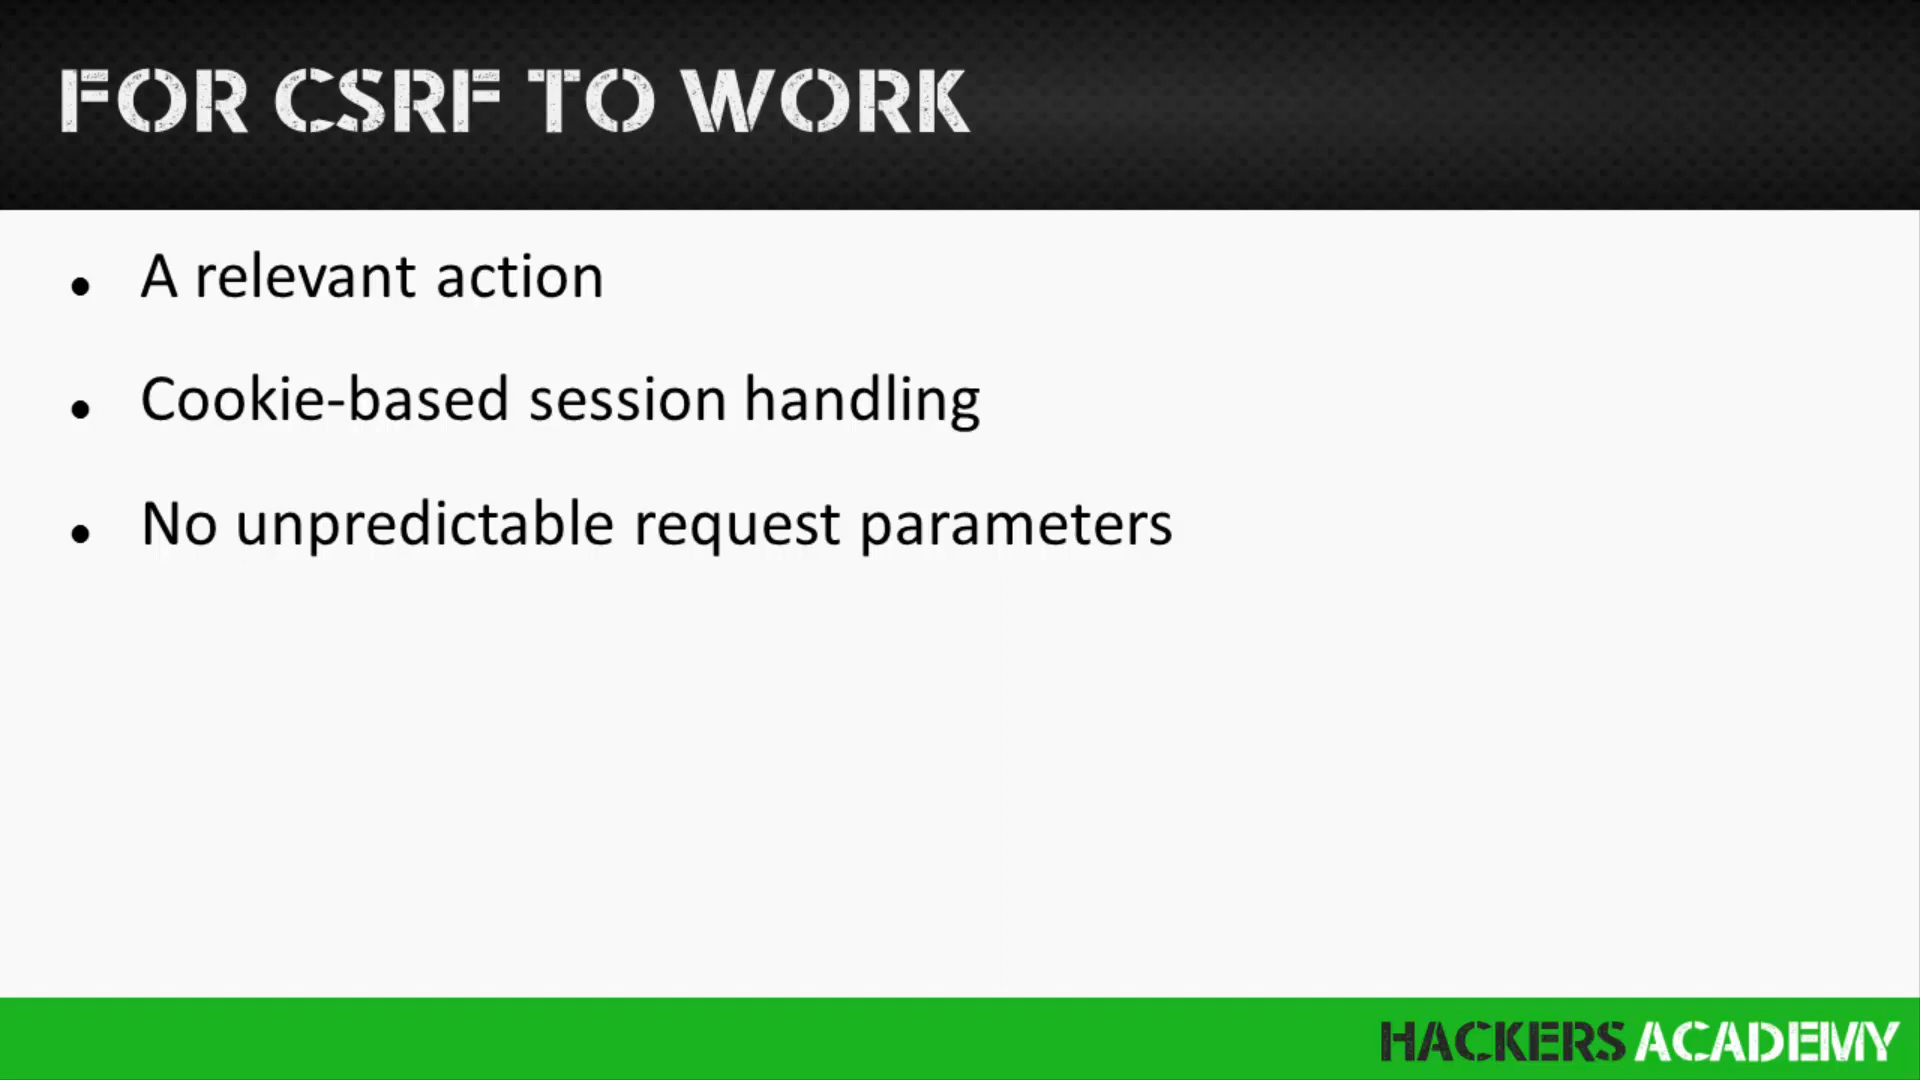 FOR CSRF TO WORK
• A relevant action
• Cookie-based session handling
• No unpredictable request parameters
HACKERS ACADEMY